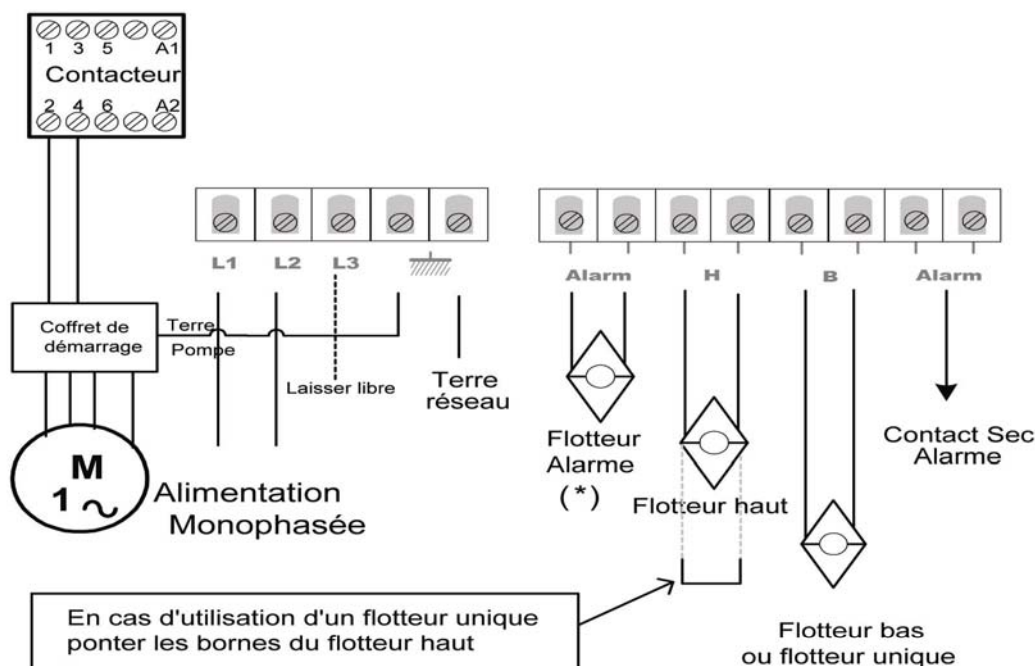 1 3 5 A1
Contacteur
2 4 6 A2
L1 L2 L3
Alarm H B Alarm
Coffret de
démarrage
Terre
Pompe
Laisser libre
Terre
réseau
M
1 ~
Alimentation
Monophasée
Flotteur
Alarme
(*)
Flotteur haut
Contact Sec
Alarme
En cas d'utilisation d'un flotteur unique
ponter les bornes du flotteur haut
Flotteur bas
ou flotteur unique